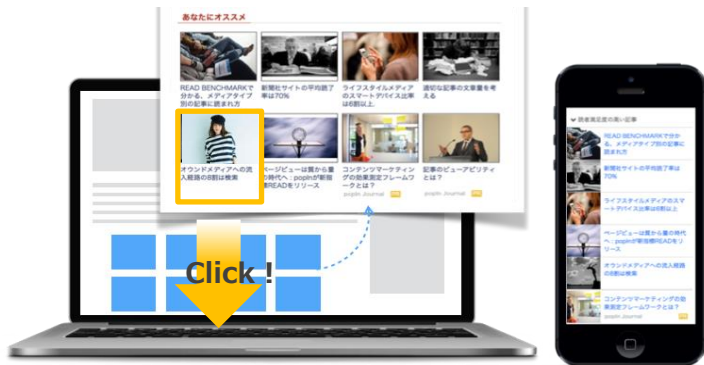 あなたにオススメ
READ BENCHMARKで
分かる、メディアタイプ
別の記事に読まれ方
新聞社サイトの平均読了
率は70%
ライフスタイルメディア
のスマートデバイス比率
は6割以上
適切な記事の文章量を考
える
オウンドメディアへの流
入経路の8割は検索
ページビューは質から量
の時代へ：popInが新指
標READをリリース
コンテンツマーケティン
グの効果測定フレームワ
ークとは？
popIn Journal
記事のビューアビリティ
とは？
popIn Journal
Click !
読者満足度の高い記事
READ BENCHMARKで分か
る、メディアタイプ別の記事に
読まれ方
新聞社サイトの平均読了率は
70%
ライフスタイルメディアのスマ
ートデバイス比率は6割以上
ページビューは質から量の時代
へ：popInが新指標READをリ
リース
オウンドメディアへの流入経路
の8割は検索
コンテンツマーケティングの効
果測定フレームワークとは？
popIn Journal